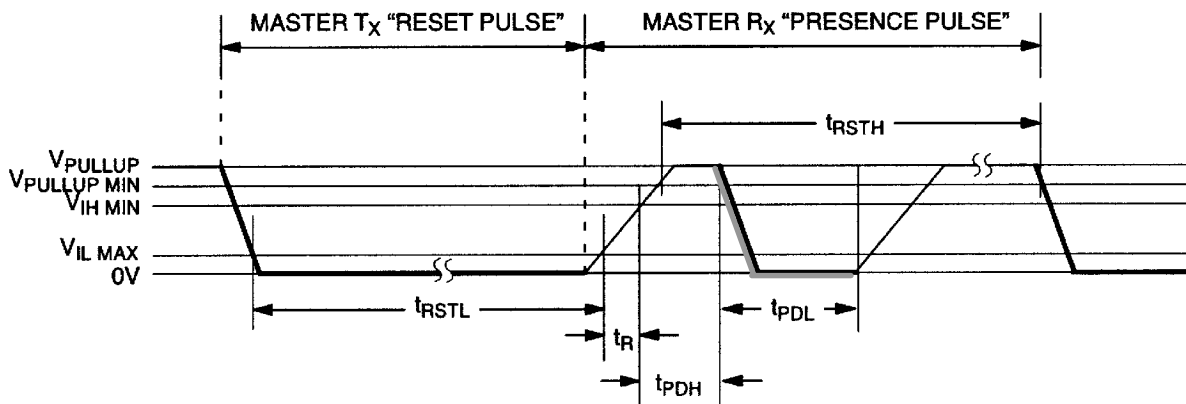 MASTER TX “RESET PULSE”
MASTER RX “PRESENCE PULSE”
tRSTH
VPULLUP
VPULLUP MIN
VIH MIN
VIL MAX
0V
tRSTL
tPDL
tR
tPDH